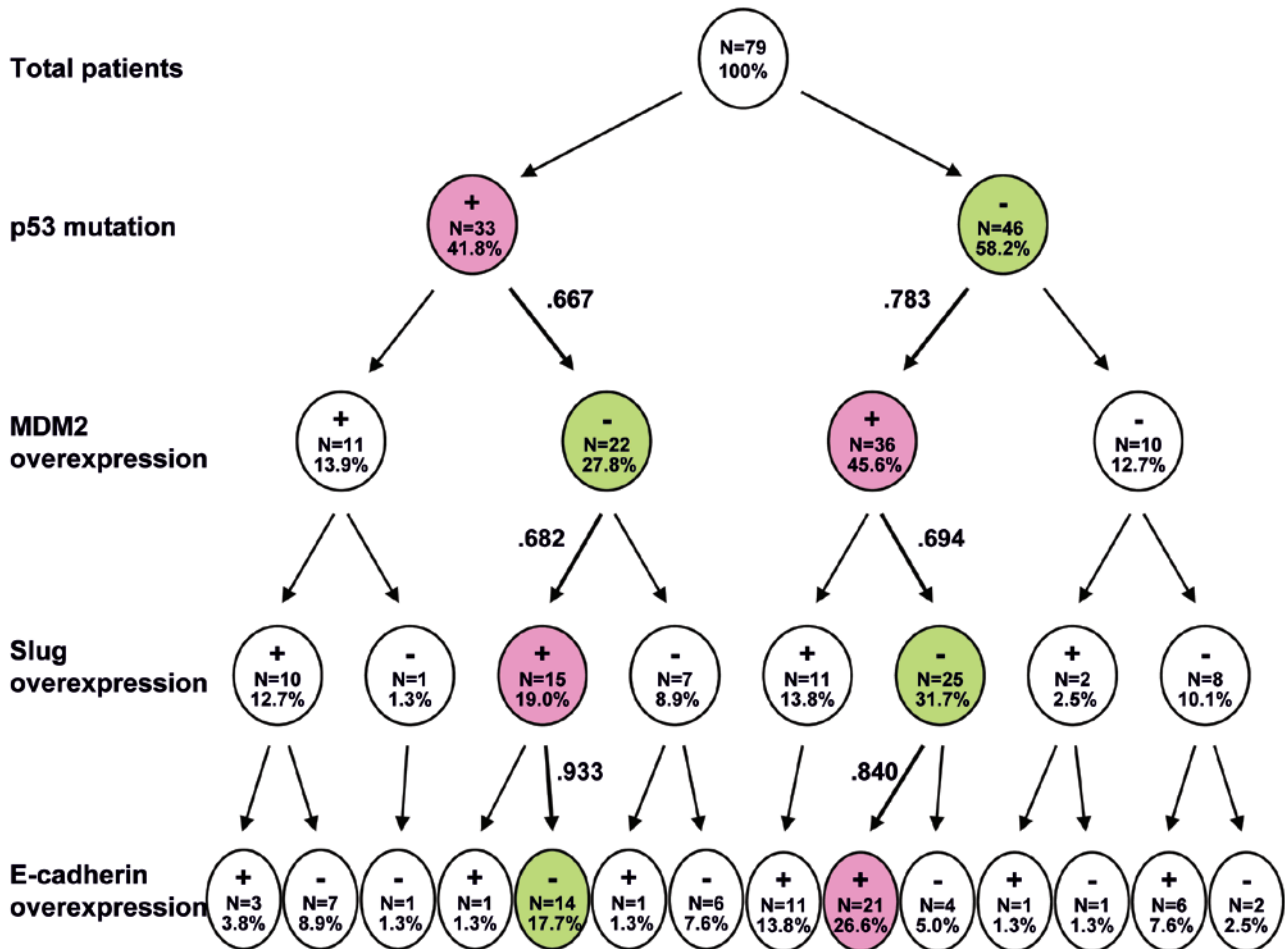 N=79
Total patients
100%
+
-
p53 mutation
N=33
N=46
41.8%
58.2%
.667
.783
+
-
+
-
MDM2
overexpression
N=11
N=22
N=36
N=10
13.9%
27.8%
45.6%
12.7%
.682
.694
Slug
overexpression
+
-
+
-
+
-
+
-
N=10
N=1
N=15
N=7
N=11
N=25
N=2
N=8
12.7%
1.3%
19.0%
8.9%
13.8%
31.7%
2.5%
10.1%
.933
.840
E-cadherin
overexpression
+
-
-
+
-
+
-
+
+
-
+
-
+
-
N=3
N=7
N=1
N=1
N=14
N=1
N=6
N=11
N=21
N=4
N=1
N=1
N=6
N=2
3.8%
8.9%
1.3%
1.3%
17.7%
1.3%
7.6%
13.8%
26.6%
5.0%
1.3%
1.3%
7.6%
2.5%